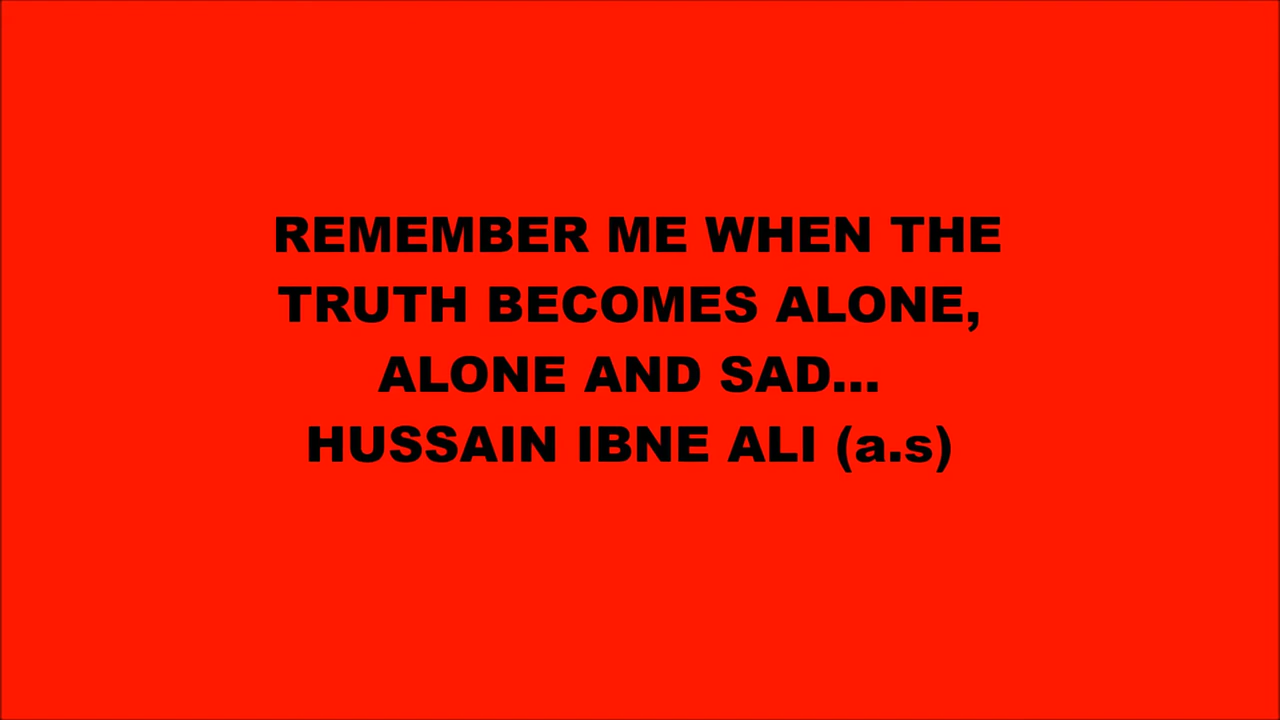 REMEMBER ME WHEN THE
TRUTH BECOMES ALONE,
ALONE AND SAD...
HUSSAIN IBNE ALI (a.s)